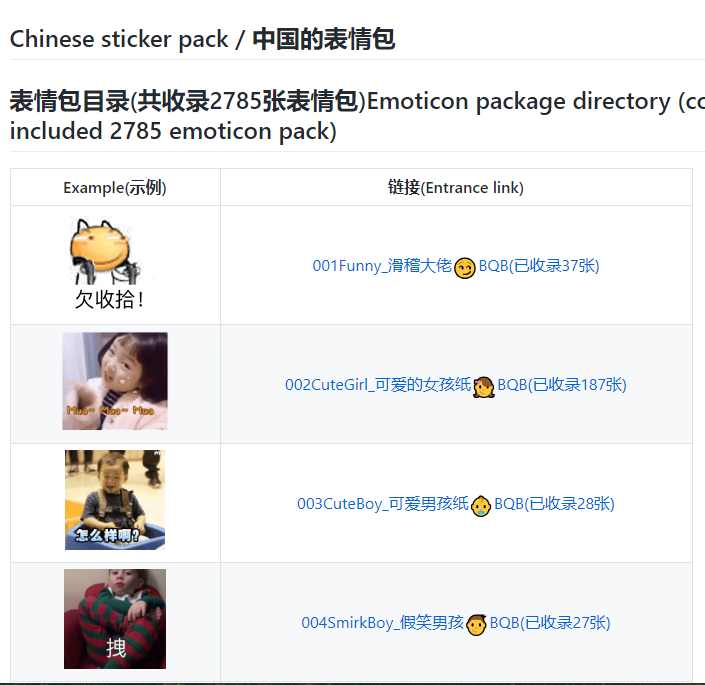 Chinese sticker pack / 中国的表情包
表情包目录(共收录2785张表情包)Emoticon package directory (co
included 2785 emoticon pack)
Example(示例)
链接(Entrance link)
欠收拾！
001Funny_滑稽大佬😏BQB(已收录37张)
Mua~ Mua~ Mua
002CuteGirl_可爱的女孩纸👧BQB(已收录187张)
怎么样啊?
003CuteBoy_可爱男孩纸👶BQB(已收录28张)
拽
004SmirkBoy_假笑男孩👦BQB(已收录27张)